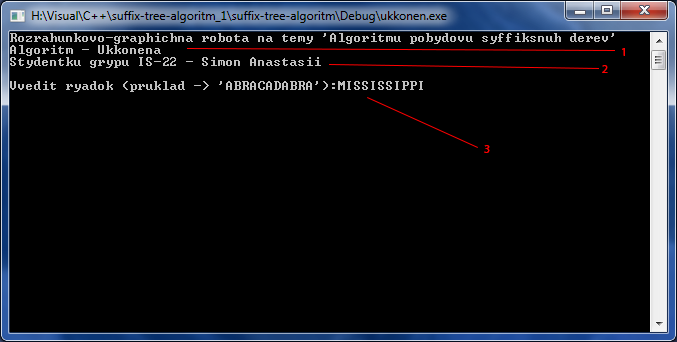 H:\Visual\C++\suffix-tree-algoritm_1\suffix-tree-algoritm\Debug\ukkonen.exe
Rozrahunkovo-graphichna robota na temy 'Algoritmu pobydovu syffiksnuh derev'
Algoritm - Ukkonena
1
Stydentku grypu IS-22 - Simon Anastasii
2
Vvedit ryadok (pruklad -> 'ABRACADABRA'):MISSISSIPPI
3